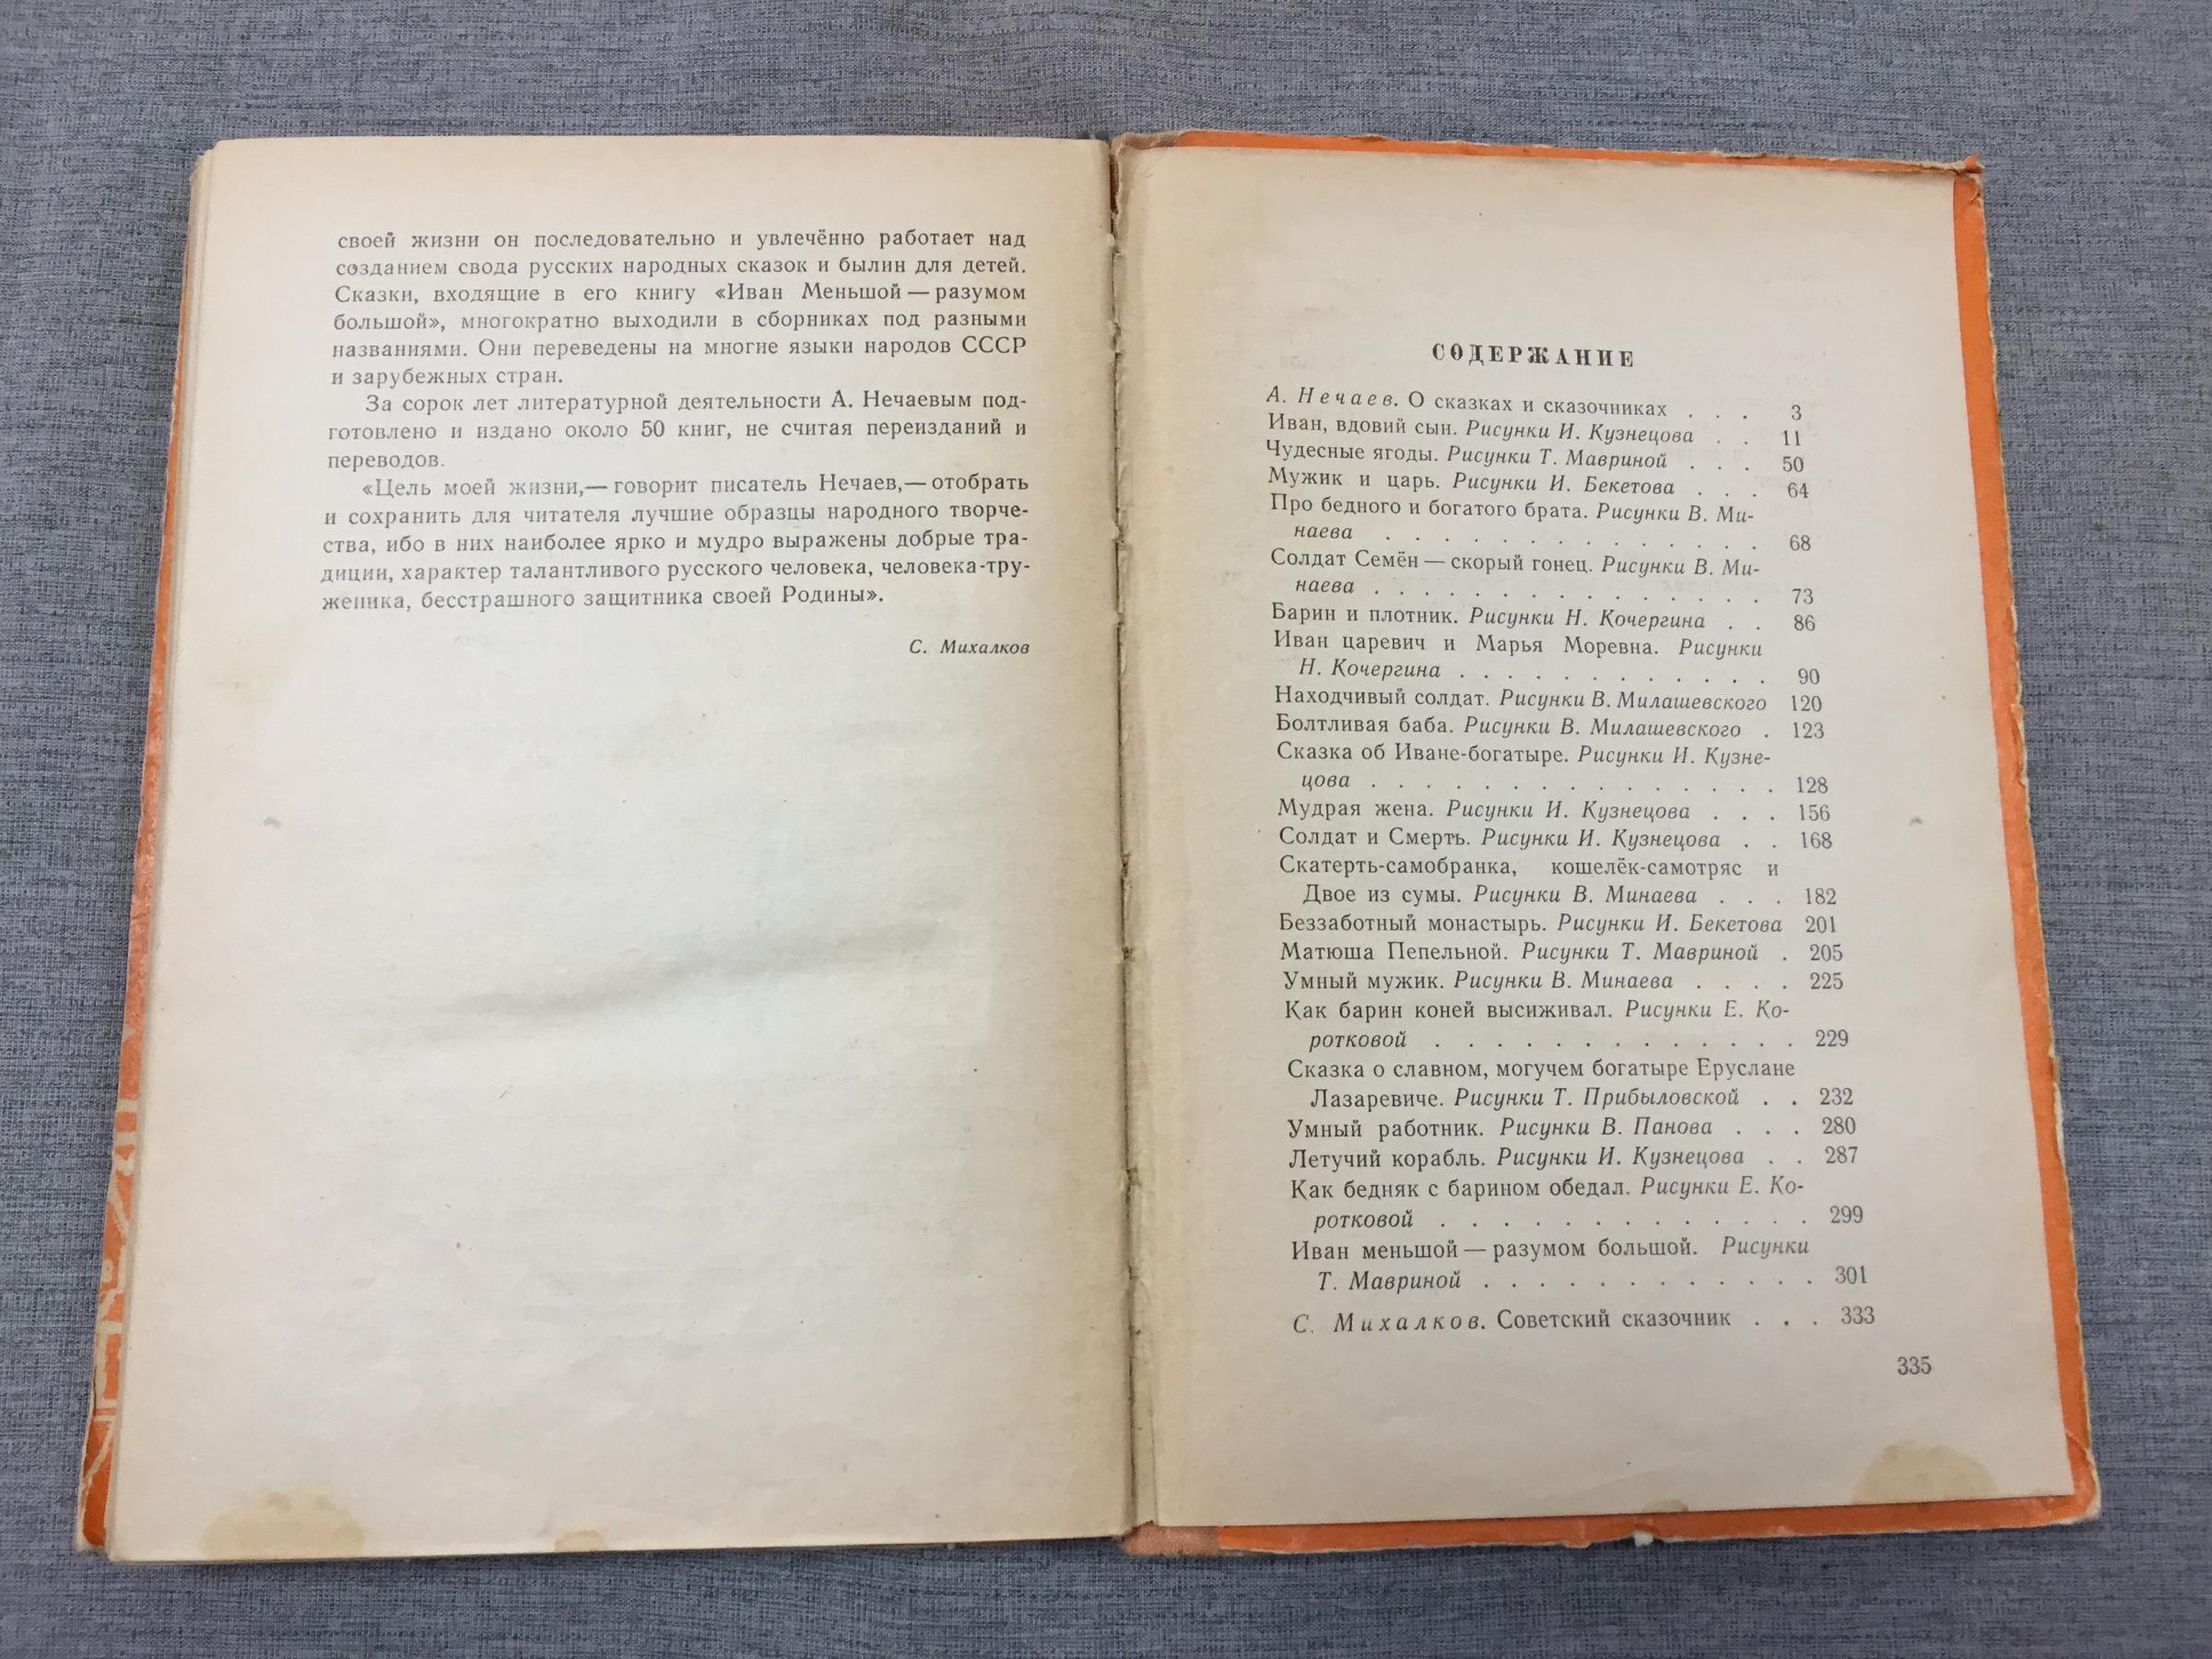 своей жизни он последовательно и увлечённо работает над
созданием свода русских народных сказок и былин для детей.
Сказки, входящие в его книгу «Иван Меньшой — разумом
большой», многократно выходили в сборниках под разными
названиями. Они переведены на многие языки народов СССР
и зарубежных стран.
За сорок лет литературной деятельности А. Нечаевым под-
готовлено и издано около 50 книг, не считая переизданий и
переводов.
«Цель моей жизни,— говорит писатель Нечаев,— отобрать
и сохранить для читателя лучшие образцы народного творче-
ства, ибо в них наиболее ярко и мудро выражены добрые тра-
диции, характер талантливого русского человека, человека-тру-
женика, бесстрашного защитника своей Родины».
С. Михалков
СОДЕРЖАНИЕ
А. Нечаев. О сказках и сказочниках . . . 3
Иван, вдовий сын. Рисунки И. Кузнецова . . 11
Чудесные ягоды. Рисунки Т. Мавриной . . . 50
Мужик и царь. Рисунки И. Бекетова . . . 64
Про бедного и богатого брата. Рисунки В. Ми-
наева . . . . . . . . . . . . . . 68
Солдат Семён — скорый гонец. Рисунки В. Ми-
наева . . . . . . . . . . . . . . 73
Барин и плотник. Рисунки Н. Кочергина . . 86
Иван царевич и Марья Моревна. Рисунки
Н. Кочергина . . . . . . . . . . . . 90
Находчивый солдат. Рисунки В. Милашевского 120
Болтливая баба. Рисунки В. Милашевского . 123
Сказка об Иване-богатыре. Рисунки И. Кузне-
цова . . . . . . . . . . . . . . . 128
Мудрая жена. Рисунки И. Кузнецова . . . 156
Солдат и Смерть. Рисунки И. Кузнецова . . 168
Скатерть-самобранка, кошелёк-самотряс и
Двое из сумы. Рисунки В. Минаева . . . 182
Беззаботный монастырь. Рисунки И. Бекетова 201
Матюша Пепельной. Рисунки Т. Мавриной . 205
Умный мужик. Рисунки В. Минаева . . . . 225
Как барин коней высиживал. Рисунки Е. Ко-
ротковой . . . . . . . . . . . . . 229
Сказка о славном, могучем богатыре Еруслане
Лазаревиче. Рисунки Т. Прибыловской . . 232
Умный работник. Рисунки В. Панова . . . 280
Летучий корабль. Рисунки И. Кузнецова . . 287
Как бедняк с барином обедал. Рисунки Е. Ко-
ротковой . . . . . . . . . . . . . 299
Иван меньшой — разумом большой. Рисунки
Т. Мавриной . . . . . . . . . . . . 301
С. Михалков. Советский сказочник . . . 333
335